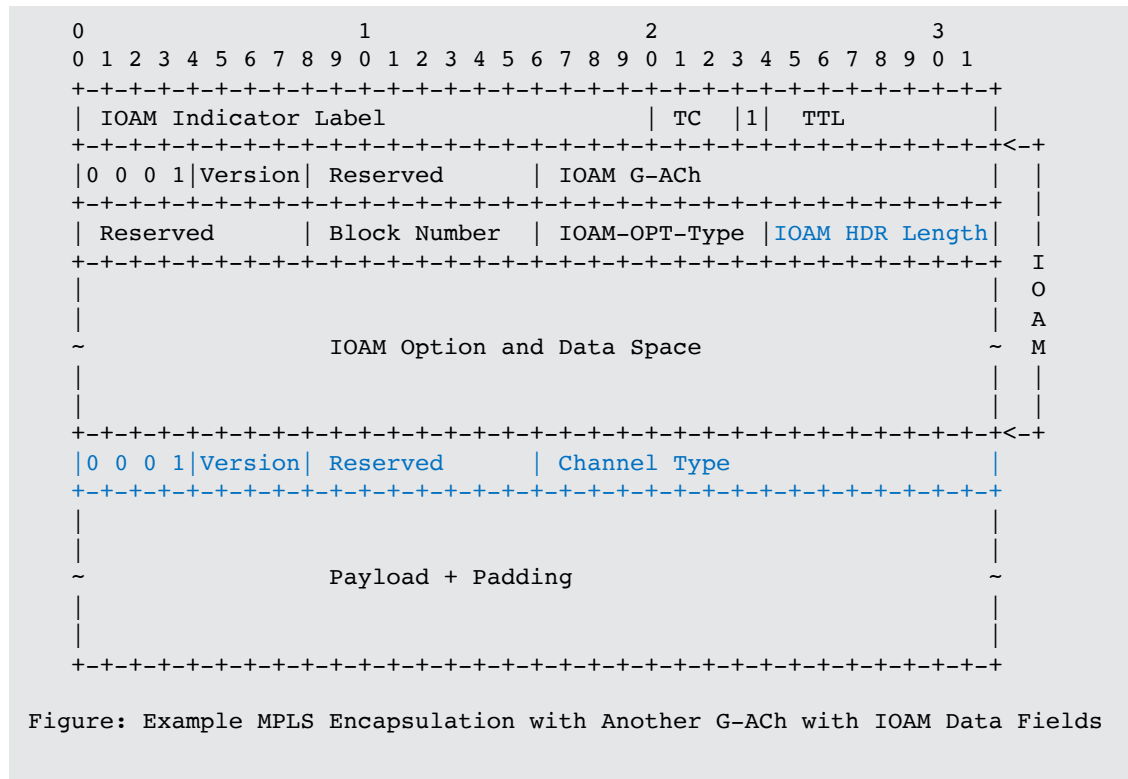 0                   1                   2                   3
0 1 2 3 4 5 6 7 8 9 0 1 2 3 4 5 6 7 8 9 0 1 2 3 4 5 6 7 8 9 0 1
+-+-+-+-+-+-+-+-+-+-+-+-+-+-+-+-+-+-+-+-+-+-+-+-+-+-+-+-+-+-+-+-+
| IOAM Indicator Label                  | TC  |1|  TTL          |
+-+-+-+-+-+-+-+-+-+-+-+-+-+-+-+-+-+-+-+-+-+-+-+-+-+-+-+-+-+-+-+-+<-+
|0 0 0 1|Version| Reserved      | IOAM G-ACh                    |  |
+-+-+-+-+-+-+-+-+-+-+-+-+-+-+-+-+-+-+-+-+-+-+-+-+-+-+-+-+-+-+-+-+  |
| Reserved      | Block Number  | IOAM-OPT-Type |IOAM HDR Length|  |
+-+-+-+-+-+-+-+-+-+-+-+-+-+-+-+-+-+-+-+-+-+-+-+-+-+-+-+-+-+-+-+-+  I
|                                                               |  O
|                                                               |  A
~                 IOAM Option and Data Space                    ~  M
|                                                               |  |
|                                                               |  |
+-+-+-+-+-+-+-+-+-+-+-+-+-+-+-+-+-+-+-+-+-+-+-+-+-+-+-+-+-+-+-+-+<-+
|0 0 0 1|Version| Reserved      | Channel Type                  |
+-+-+-+-+-+-+-+-+-+-+-+-+-+-+-+-+-+-+-+-+-+-+-+-+-+-+-+-+-+-+-+-+
|                                                               |
|                                                               |
~                 Payload + Padding                             ~
|                                                               |
|                                                               |
+-+-+-+-+-+-+-+-+-+-+-+-+-+-+-+-+-+-+-+-+-+-+-+-+-+-+-+-+-+-+-+-+
Figure: Example MPLS Encapsulation with Another G-ACh with IOAM Data Fields